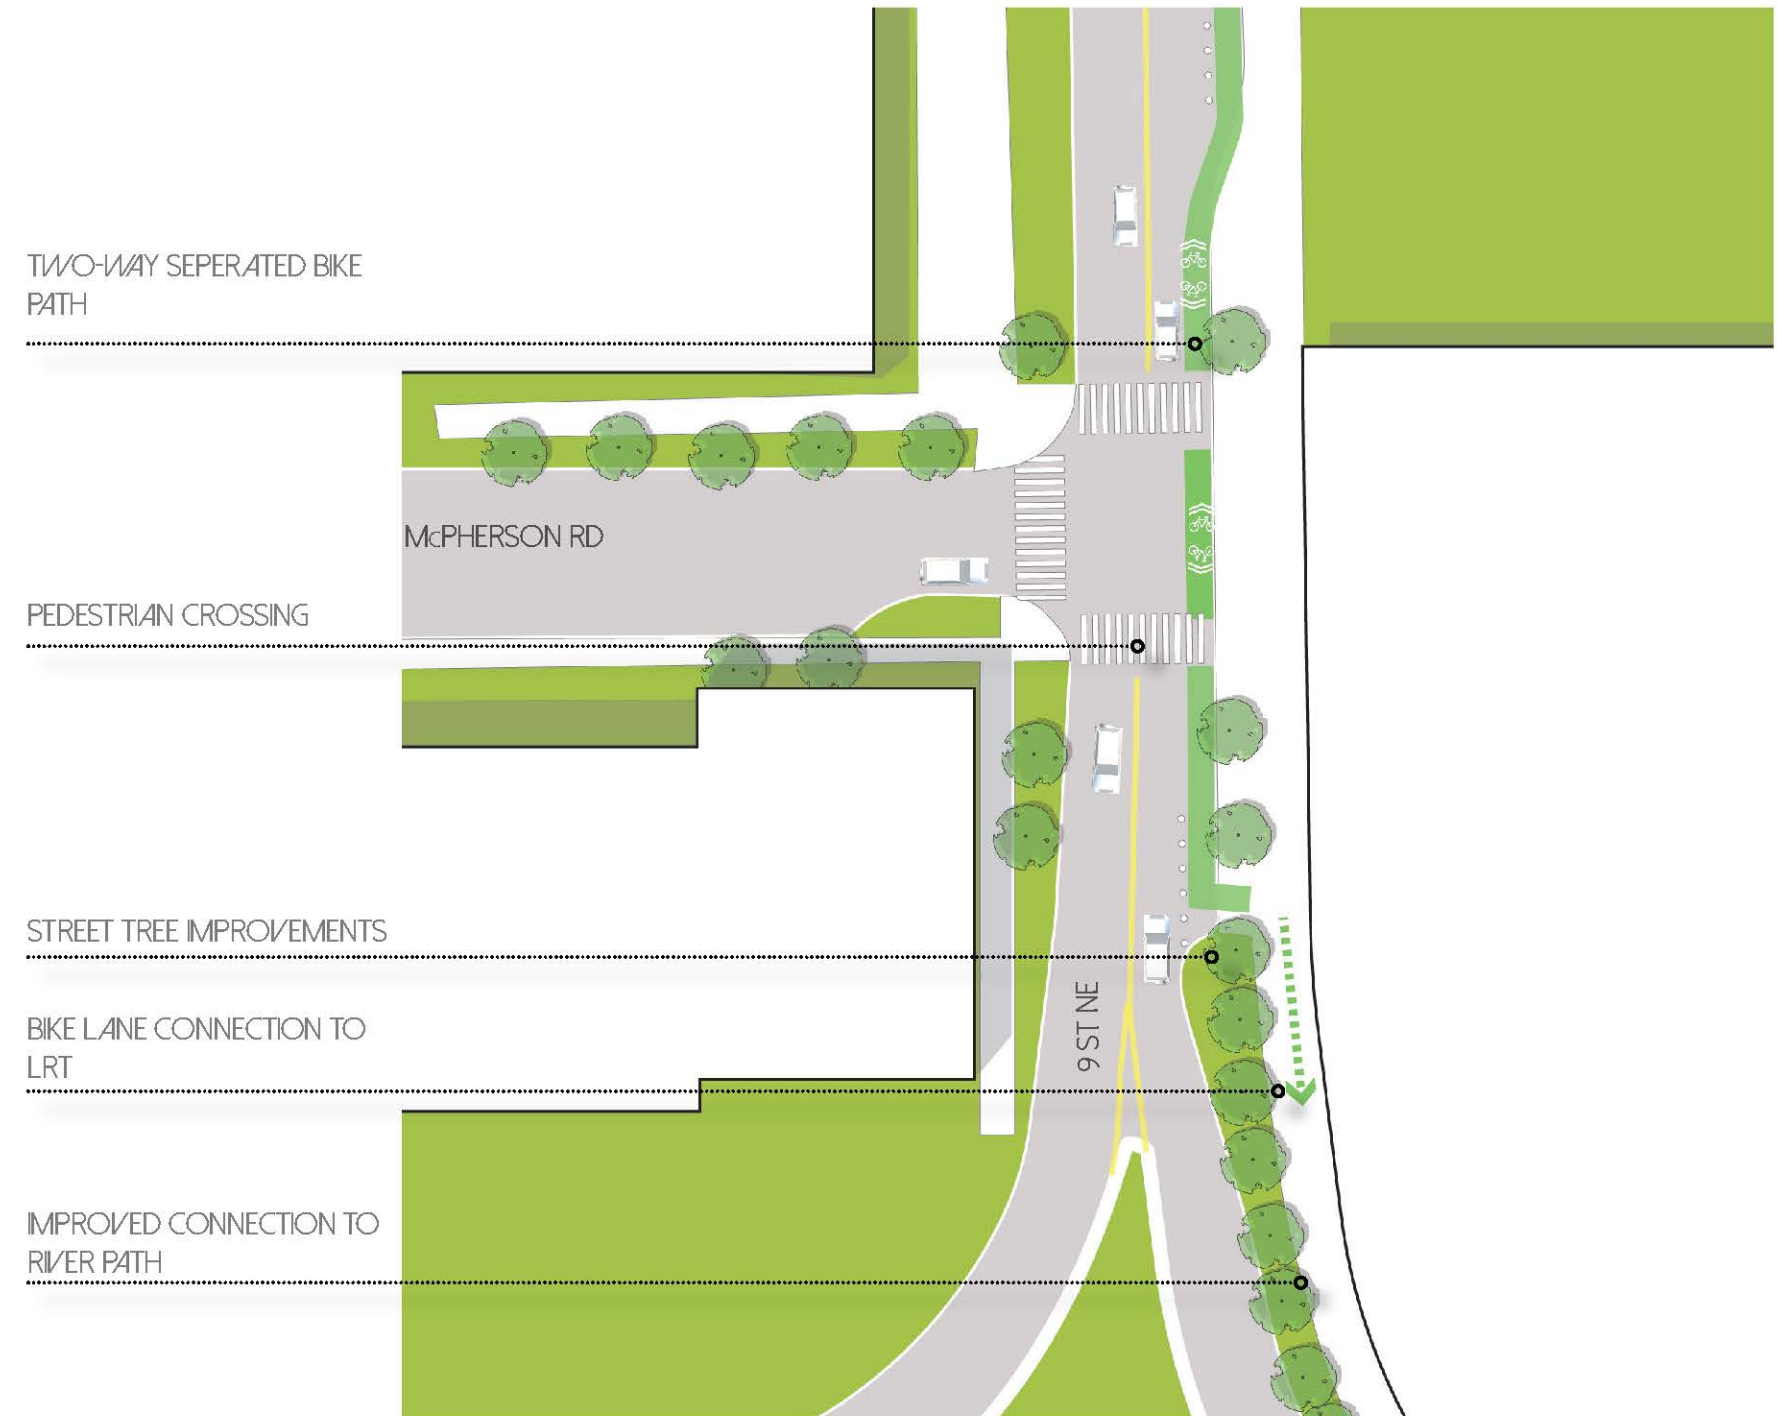 TWO-WAY SEPERATED BIKE
PATH
McPHERSON RD
PEDESTRIAN CROSSING
STREET TREE IMPROVEMENTS
9 ST NE
BIKE LANE CONNECTION TO
LRT
IMPROVED CONNECTION TO
RIVER PATH